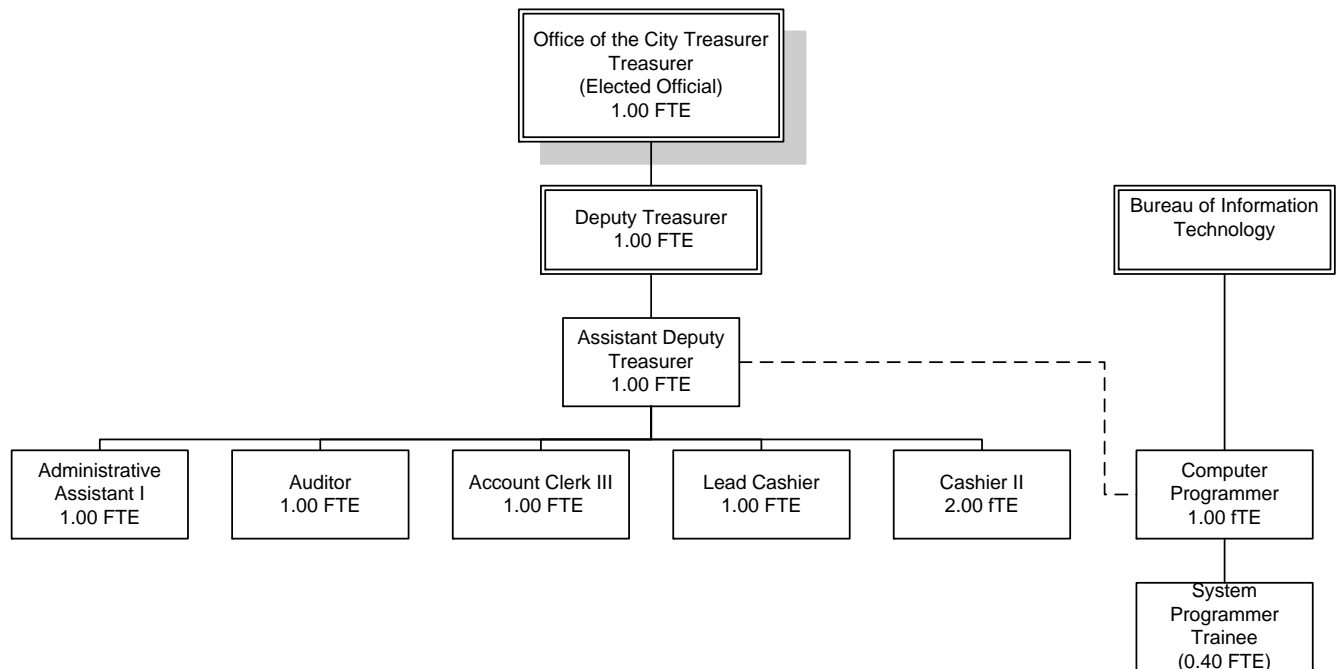 Office of the City Treasurer
Treasurer
(Elected Official)
1.00 FTE
Deputy Treasurer
1.00 FTE
Bureau of Information
Technology
Assistant Deputy
Treasurer
1.00 FTE
Administrative
Assistant I
1.00 FTE
Auditor
1.00 FTE
Account Clerk III
1.00 FTE
Lead Cashier
1.00 FTE
Cashier II
2.00 fTE
Computer
Programmer
1.00 fTE
System
Programmer
Trainee
(0.40 FTE)